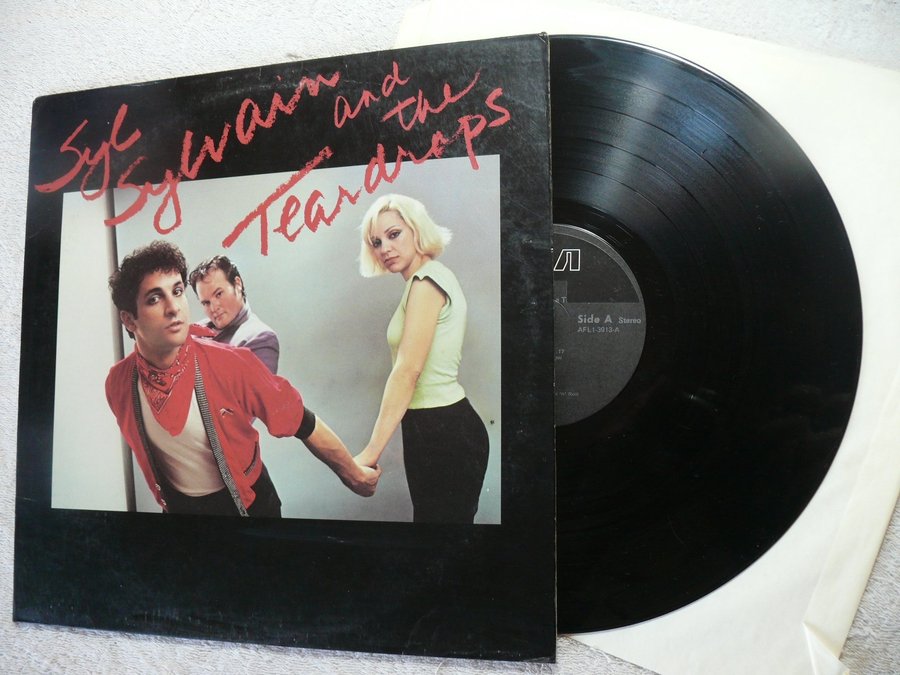 Syl
Sylvain and
the
Teardrops
Side A Stereo
AFL1-3913-A